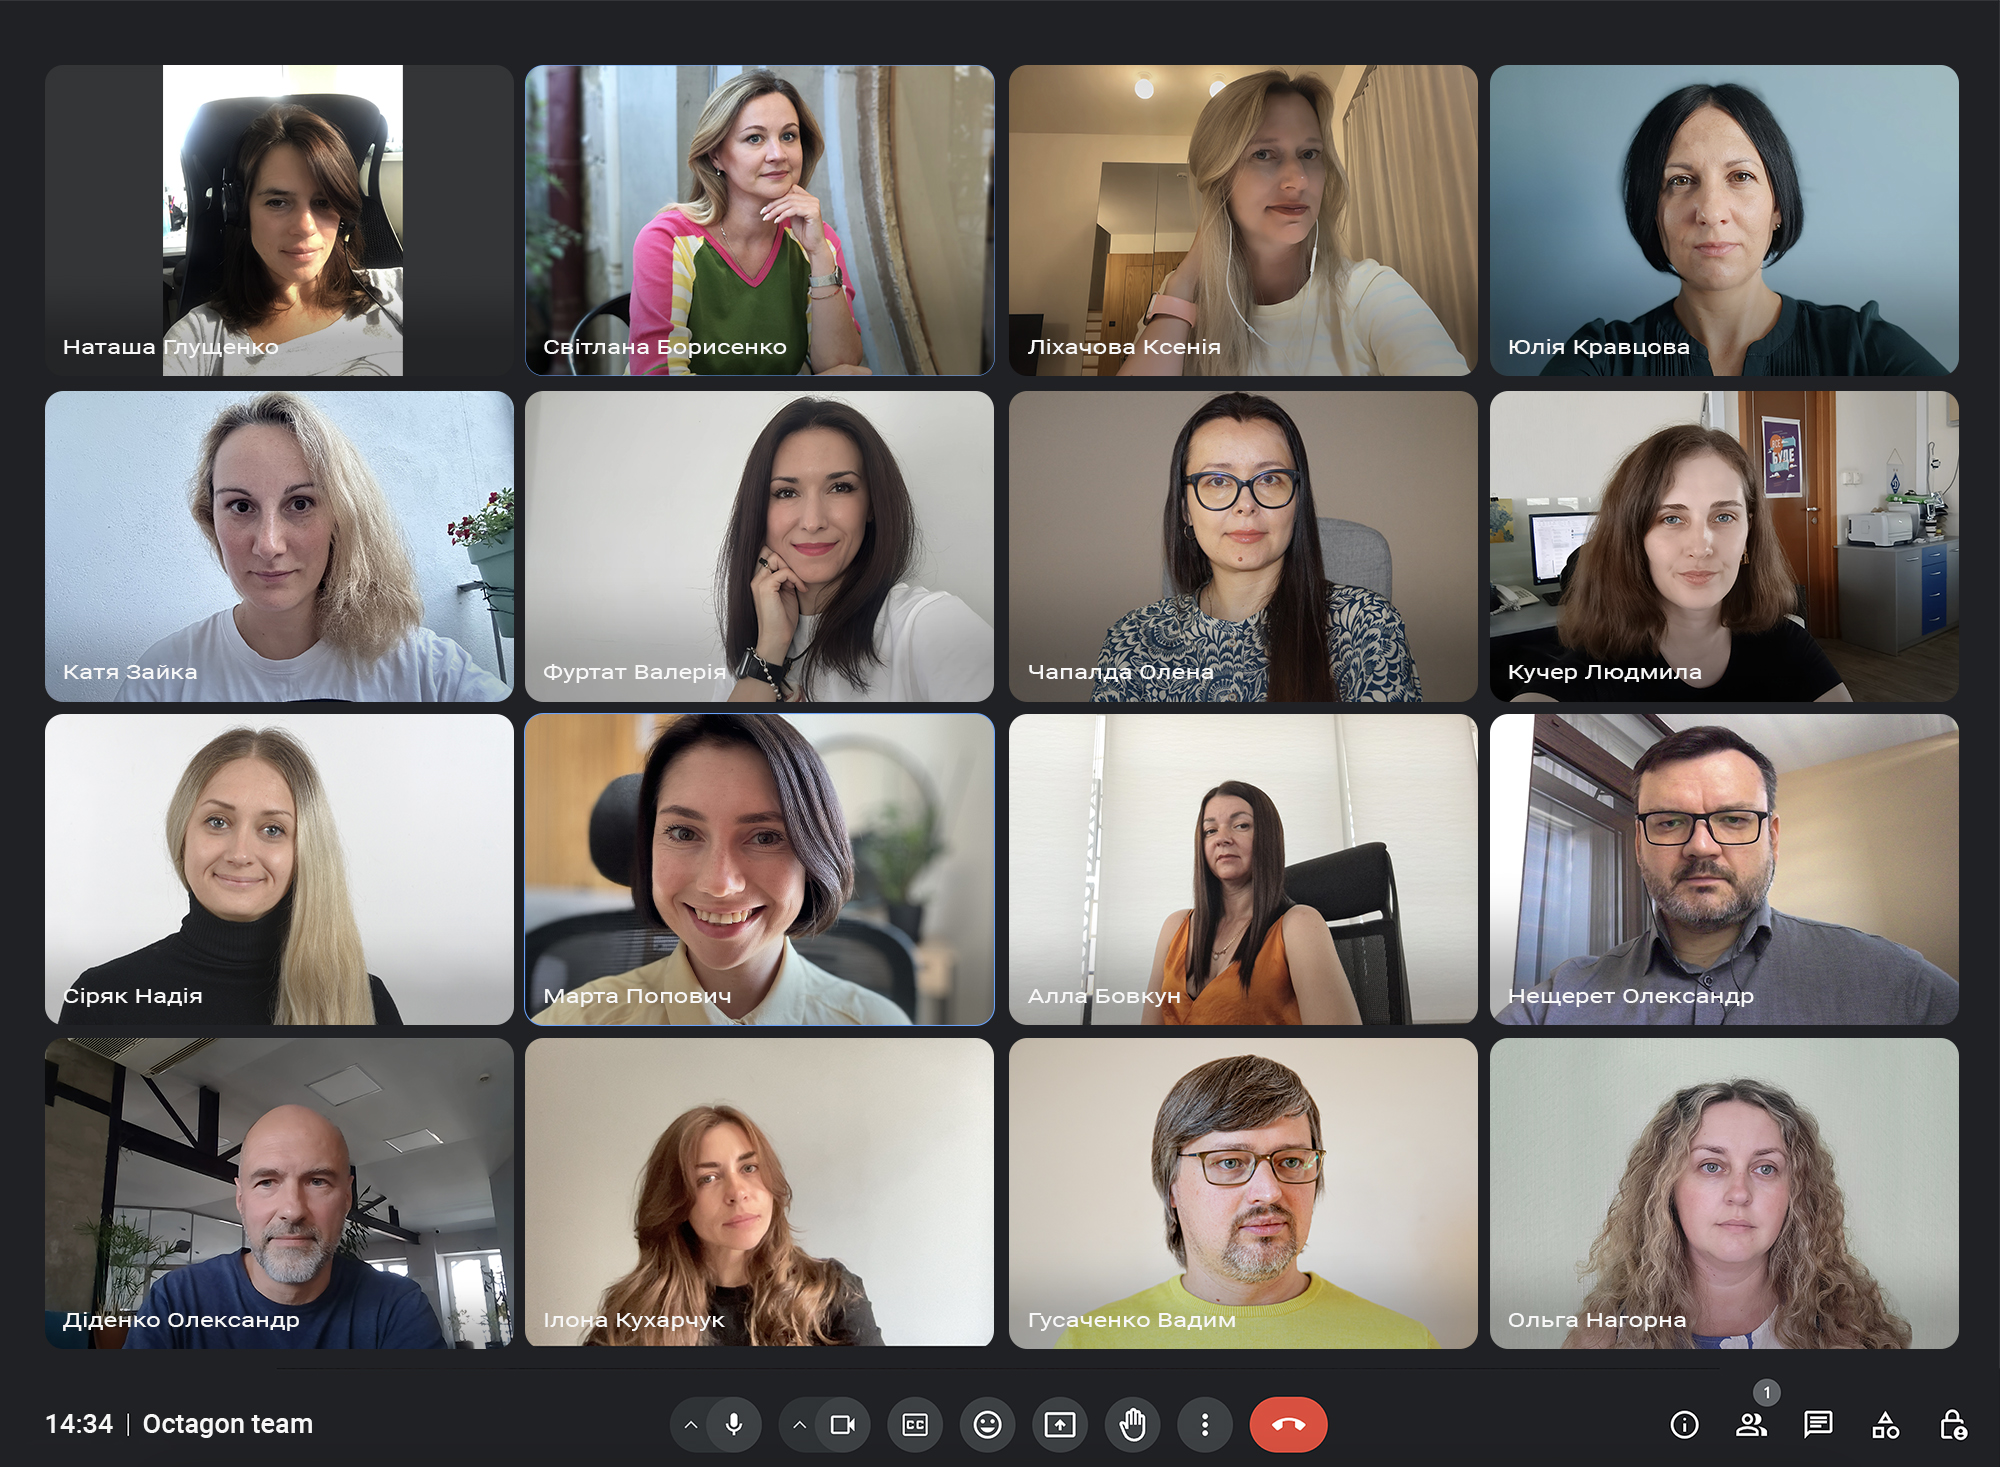 Наташа Глущенко
Світлана Борисенко
Ліхачова Ксенія
Юлія Кравцова
Катя Зайка
Фуртат Валерія
Чапалда Олена
ВСЕ
БУДЕ
Кучер Людмила
Сіряк Надія
Марта Попович
Алла Бовкун
Нещерет Олександр
Діденко Олександр
Ілона Кухарчук
Гусаченко Вадим
Ольга Нагорна
14:34 | Octagon team
CC
1